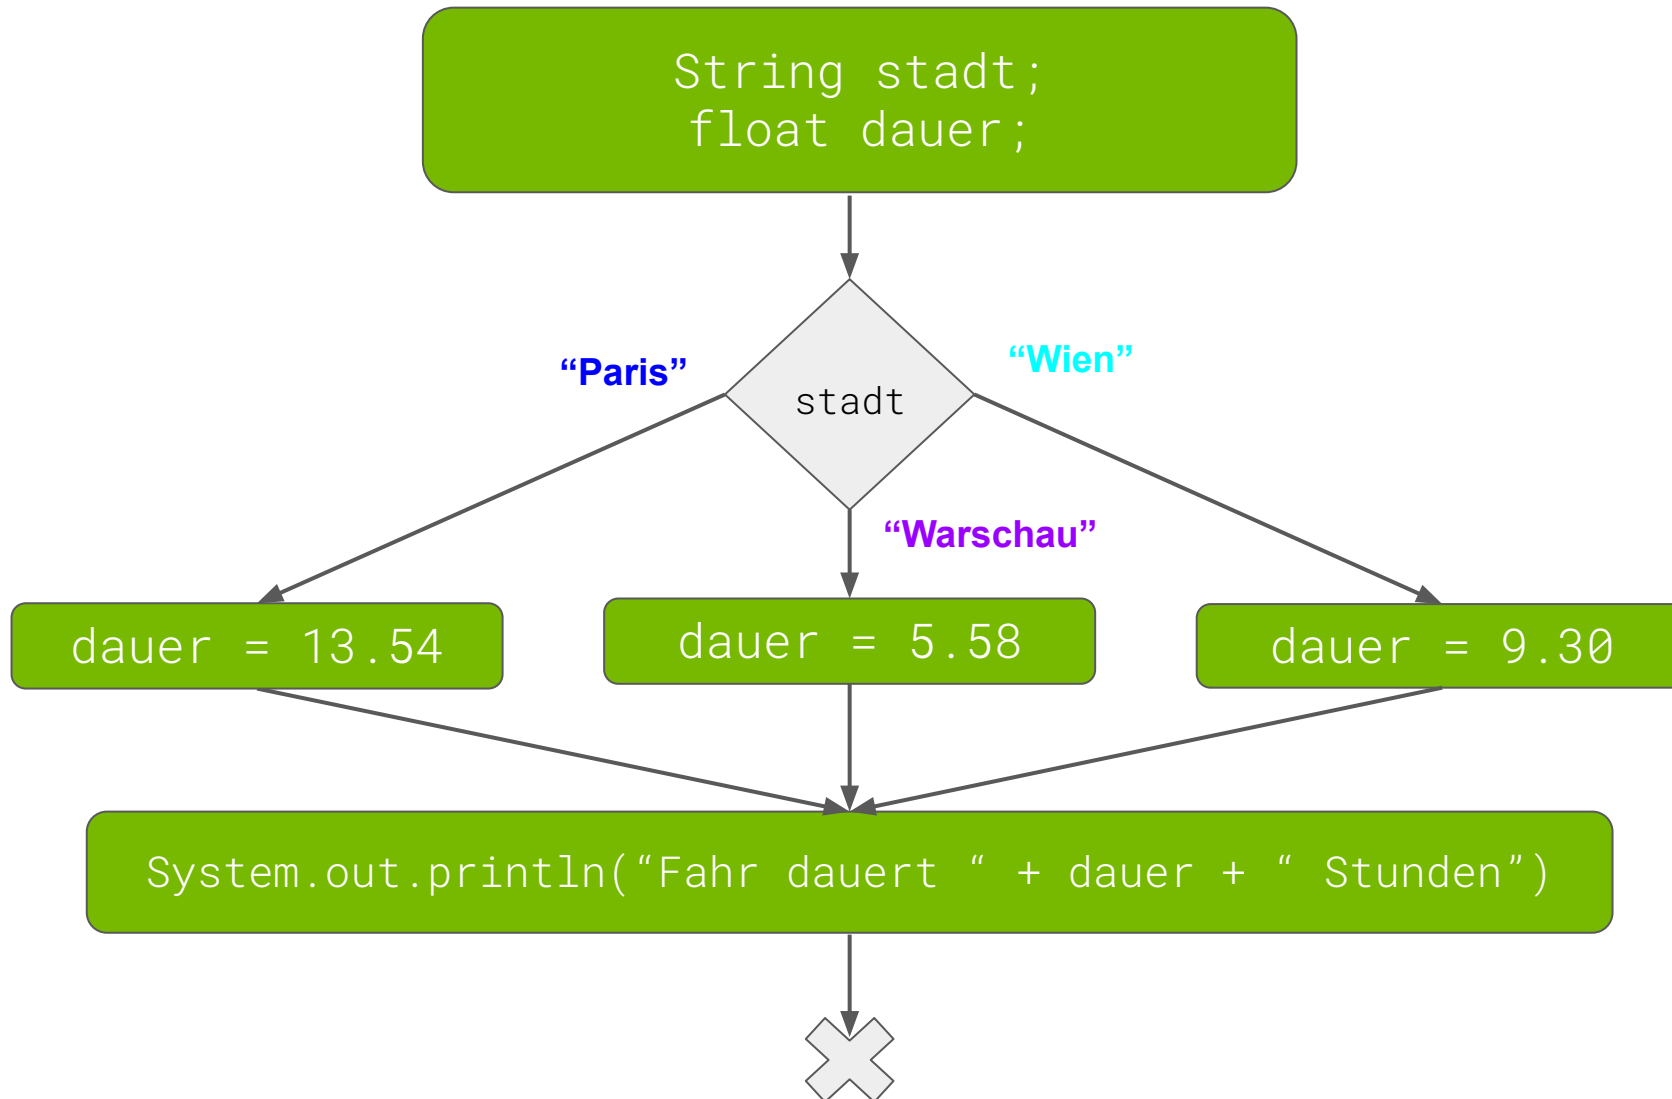 String stadt;
float dauer;
“Paris”
“Wien”
stadt
“Warschau”
dauer = 13.54
dauer = 5.58
dauer = 9.30
System.out.println(“Fahr dauert “ + dauer + “ Stunden”)